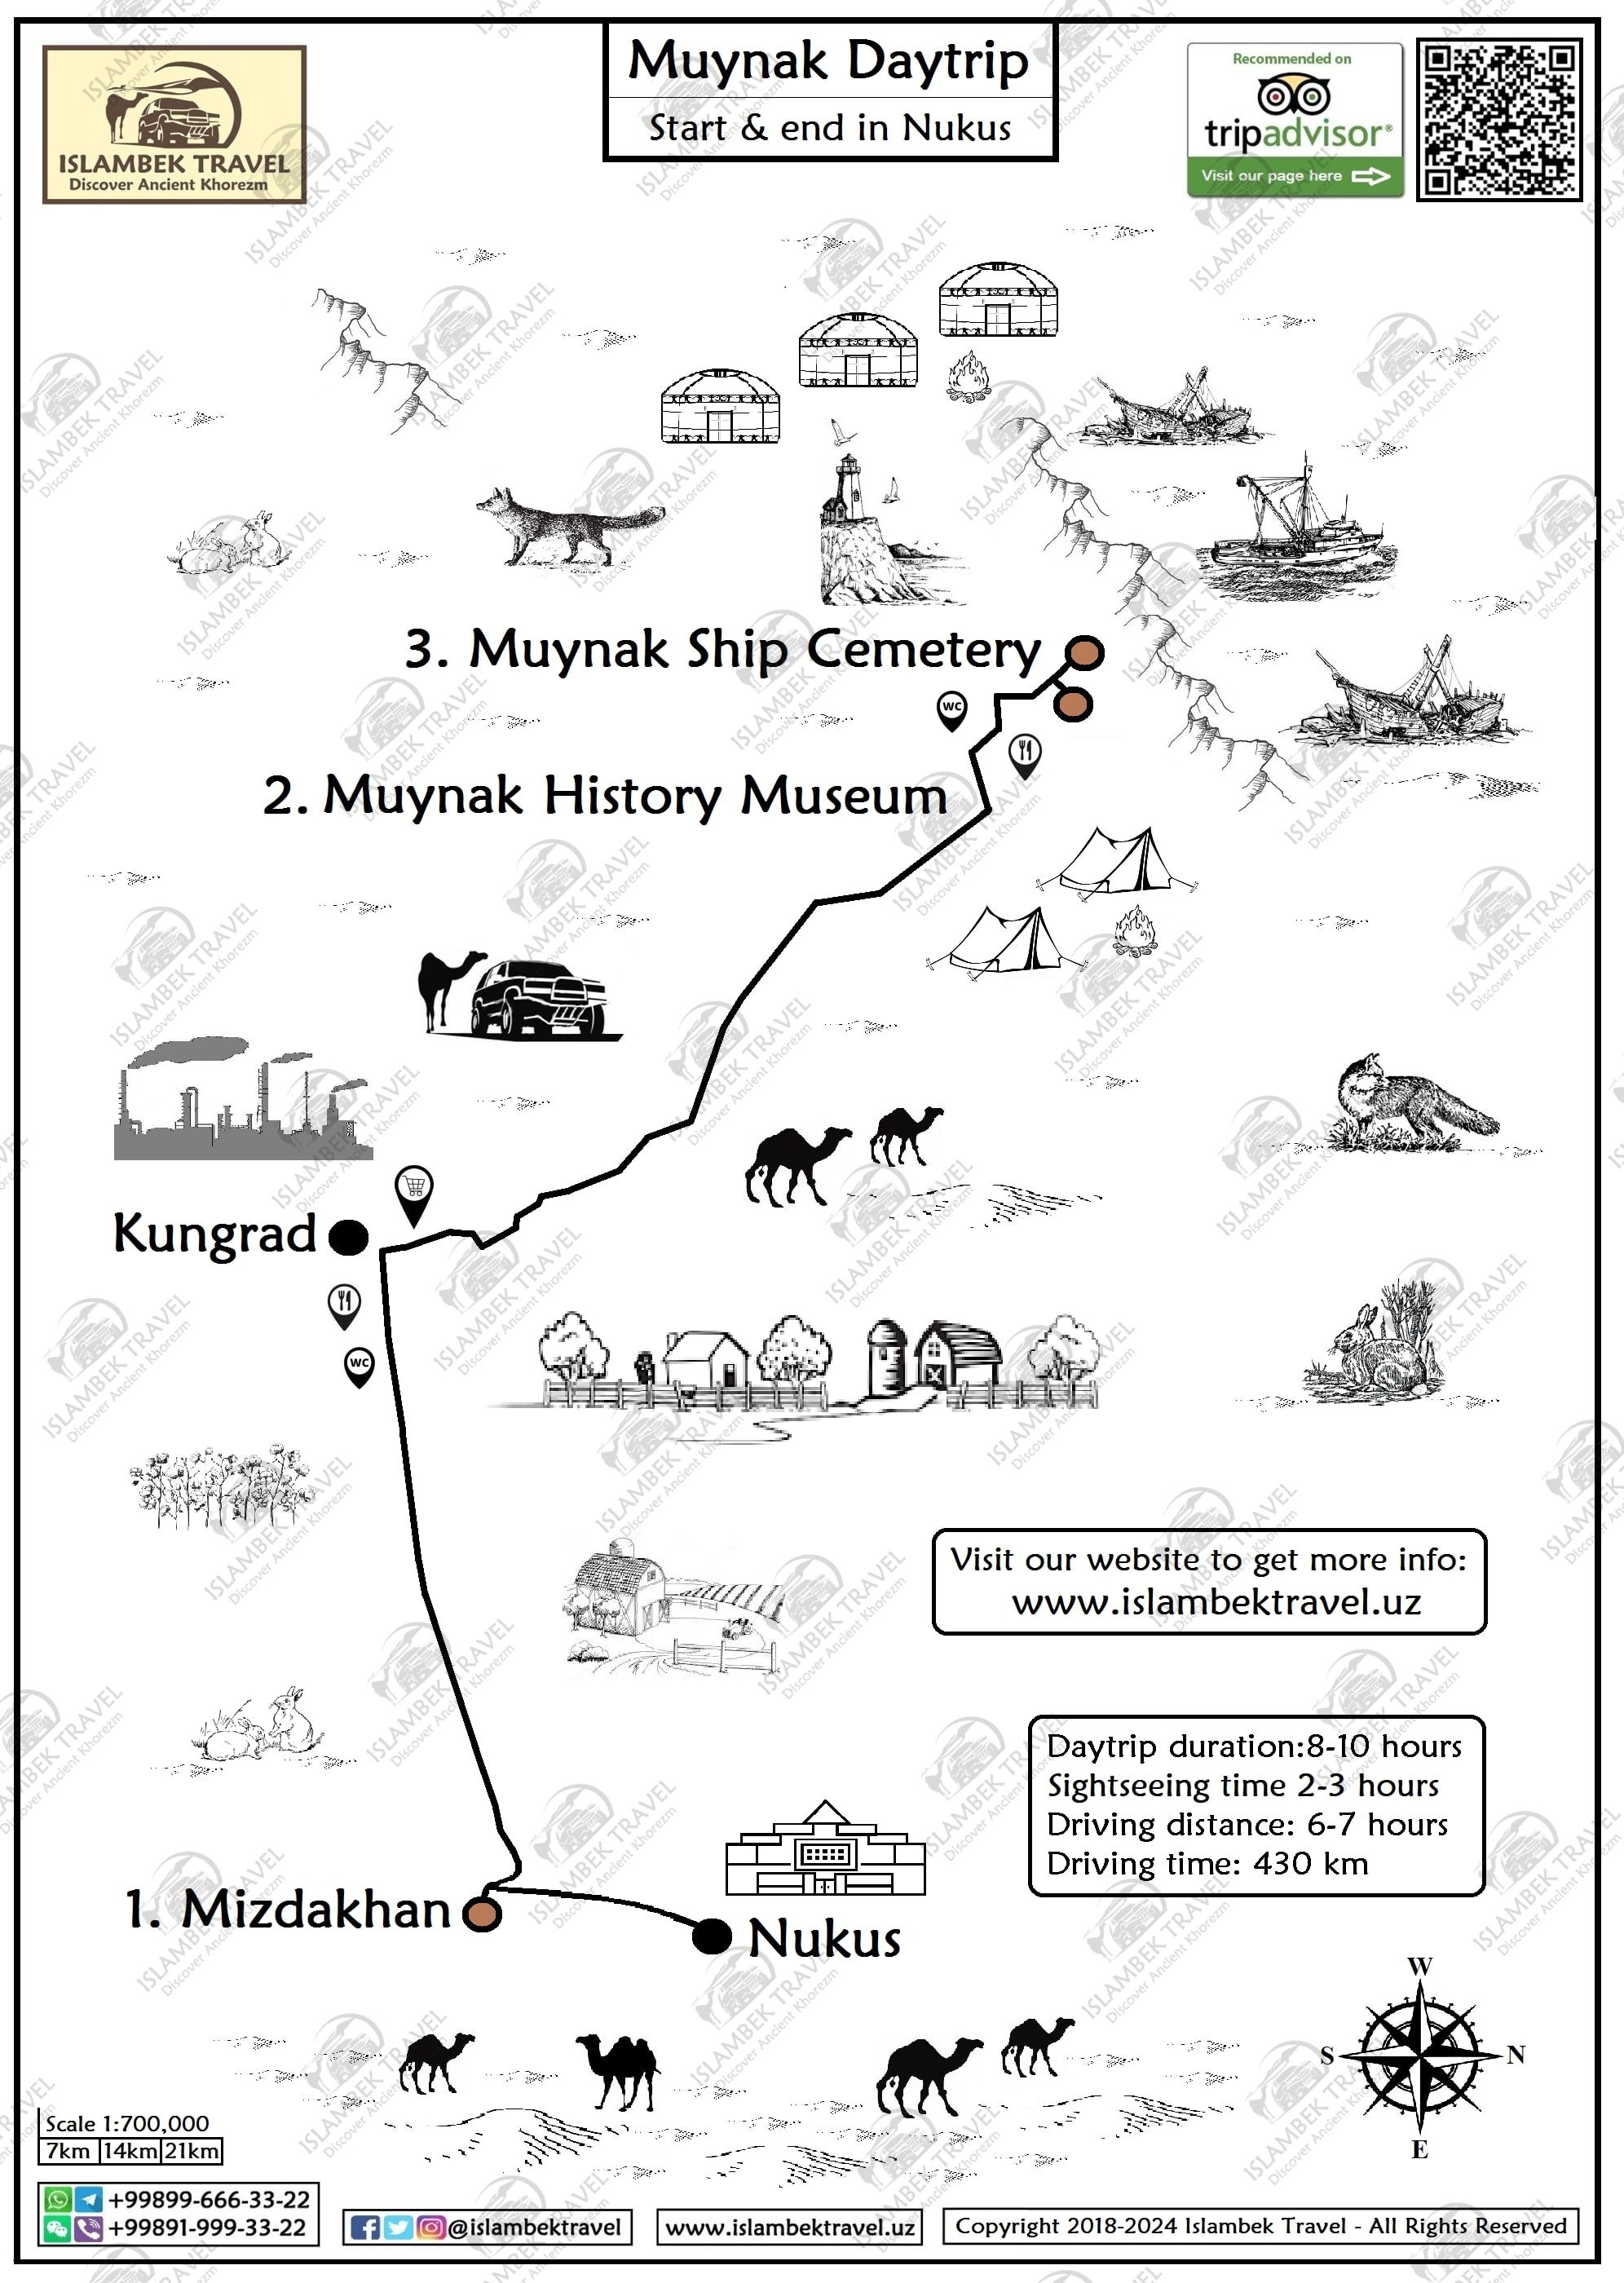 Muynak Daytrip
Start & end in Nukus
ISLAMBEK TRAVEL
Discover Ancient Khorezm
Recommended on
tripadvisor®
Visit our page here
3. Muynak Ship Cemetery
WC
2. Muynak History Museum
Kungrad
WC
Visit our website to get more info:
www.islambektravel.uz
Daytrip duration:8-10 hours
Sightseeing time 2-3 hours
Driving distance: 6-7 hours
Driving time: 430 km
1. Mizdakhan
Nukus
W
S
N
E
Scale 1:700,000
7km 14km 21km
+99899-666-33-22
+99891-999-33-22
@islambektravel
www.islambektravel.uz
Copyright 2018-2024 Islambek Travel - All Rights Reserved